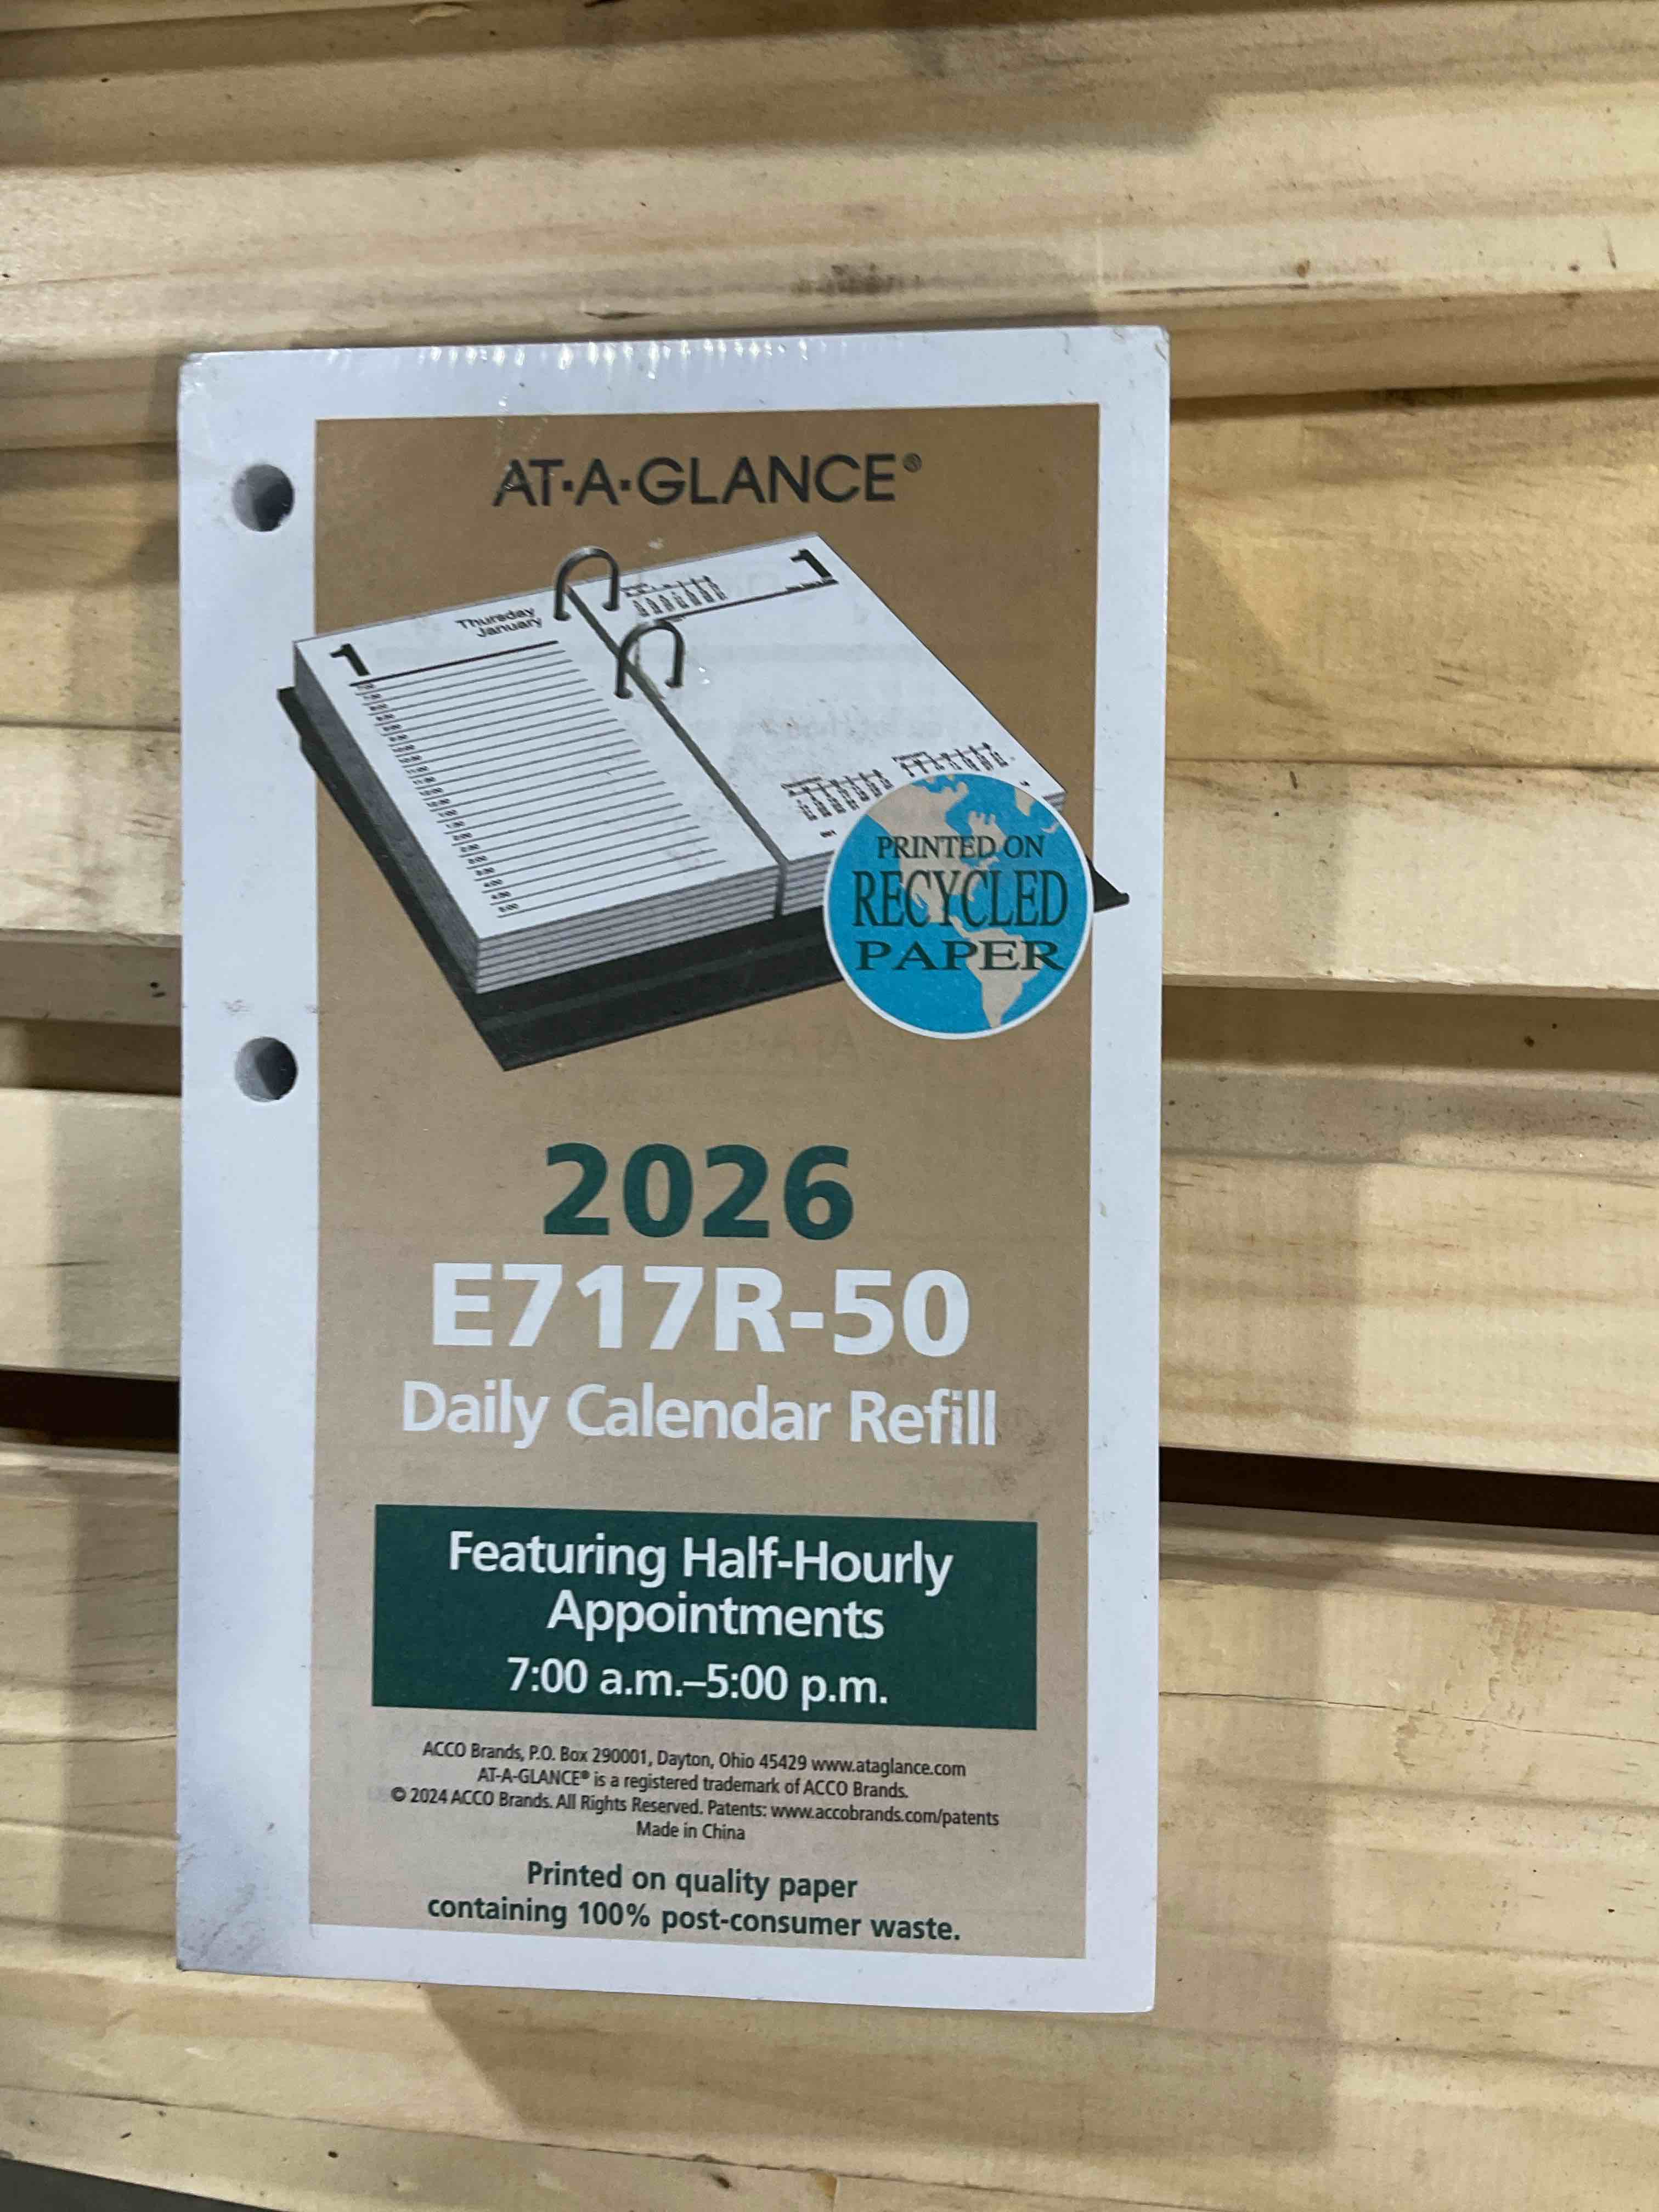 AT·A·GLANCE®
1
Thursday
January
1
PRINTED ON
RECYCLED
PAPER
2026
E717R-50
Daily Calendar Refill
Featuring Half-Hourly
Appointments
7:00 a.m.–5:00 p.m.
ACCO Brands, P.O. Box 290001, Dayton, Ohio 45429 www.ataglance.com
AT-A-GLANCE® is a registered trademark of ACCO Brands.
© 2024 ACCO Brands. All Rights Reserved. Patents: www.accobrands.com/patents
Made in China
Printed on quality paper
containing 100% post-consumer waste.